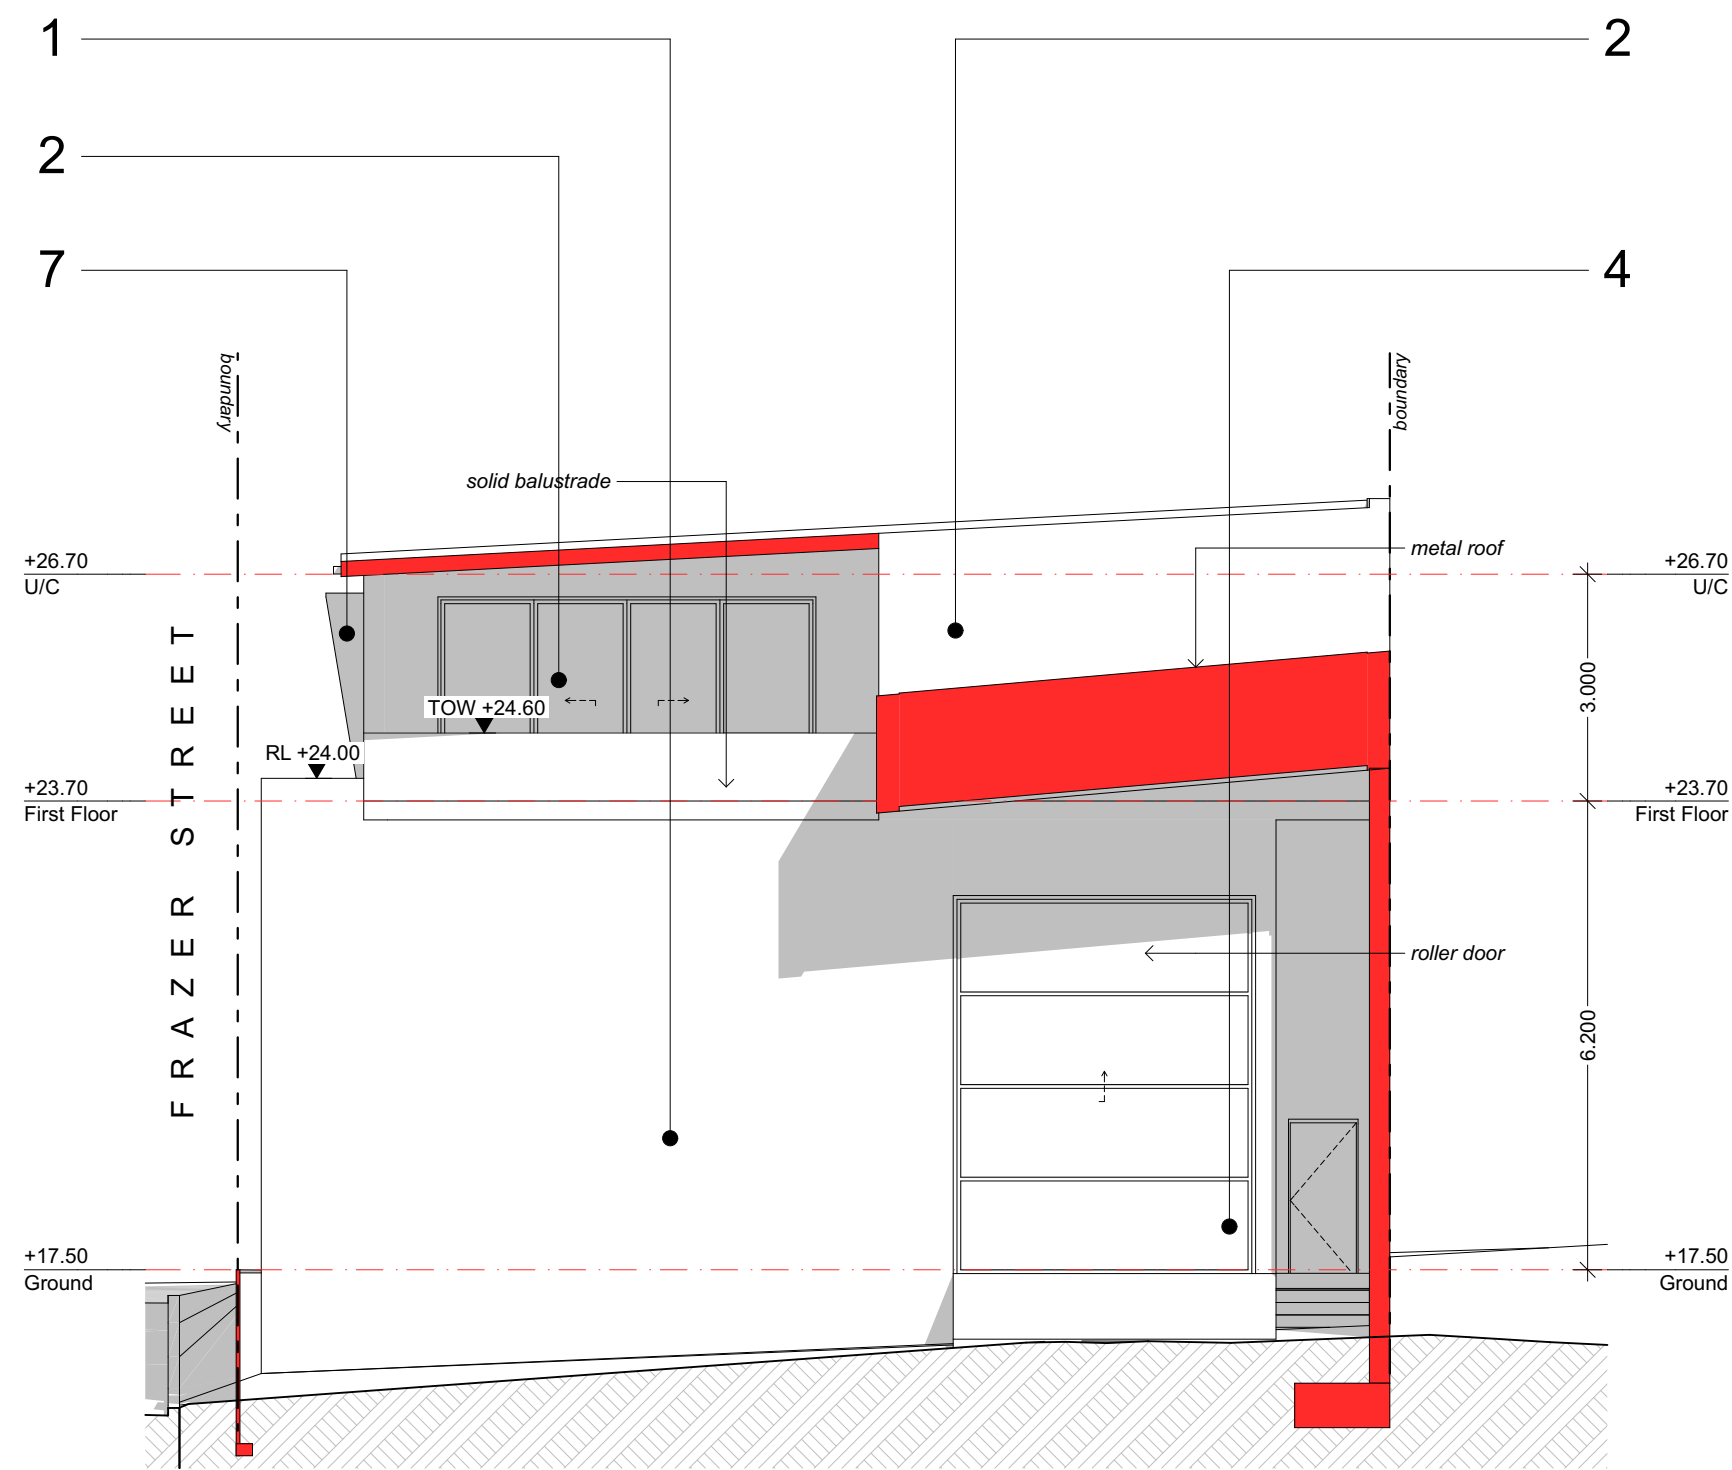 1
2
2
7
4
boundary
boundary
solid balustrade
metal roof
+26.70
U/C
+26.70
U/C
3.000
TOW +24.60
RL +24.00
+23.70
First Floor
+23.70
First Floor
FRAZER STREET
roller door
6.200
+17.50
Ground
+17.50
Ground